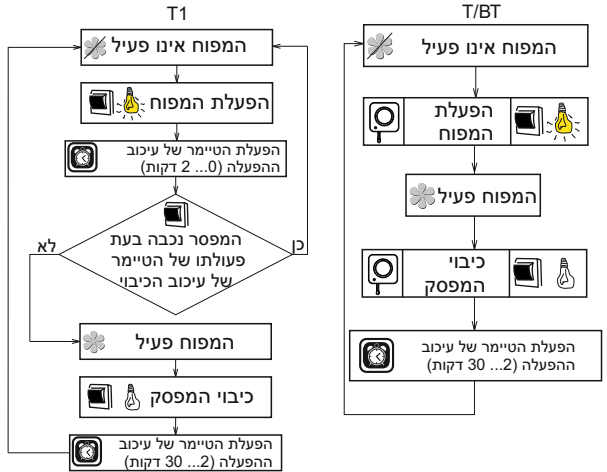 T1
המפוח אינו פעיל
הפעלת המפוח
הפעלת הטיימר של עיכוב
ההפעלה (0... 2 דקות)
המפסר נכבה בעת
פעולתו של הטיימר
של עיכוב הכיבוי
לא
כן
המפוח פעיל
כיבוי המפסק
הפעלת הטיימר של עיכוב
ההפעלה (2... 30 דקות)
T/BT
המפוח אינו פעיל
הפעלת
המפוח
המפוח פעיל
כיבוי
המפסק
הפעלת הטיימר של עיכוב
ההפעלה (2... 30 דקות)